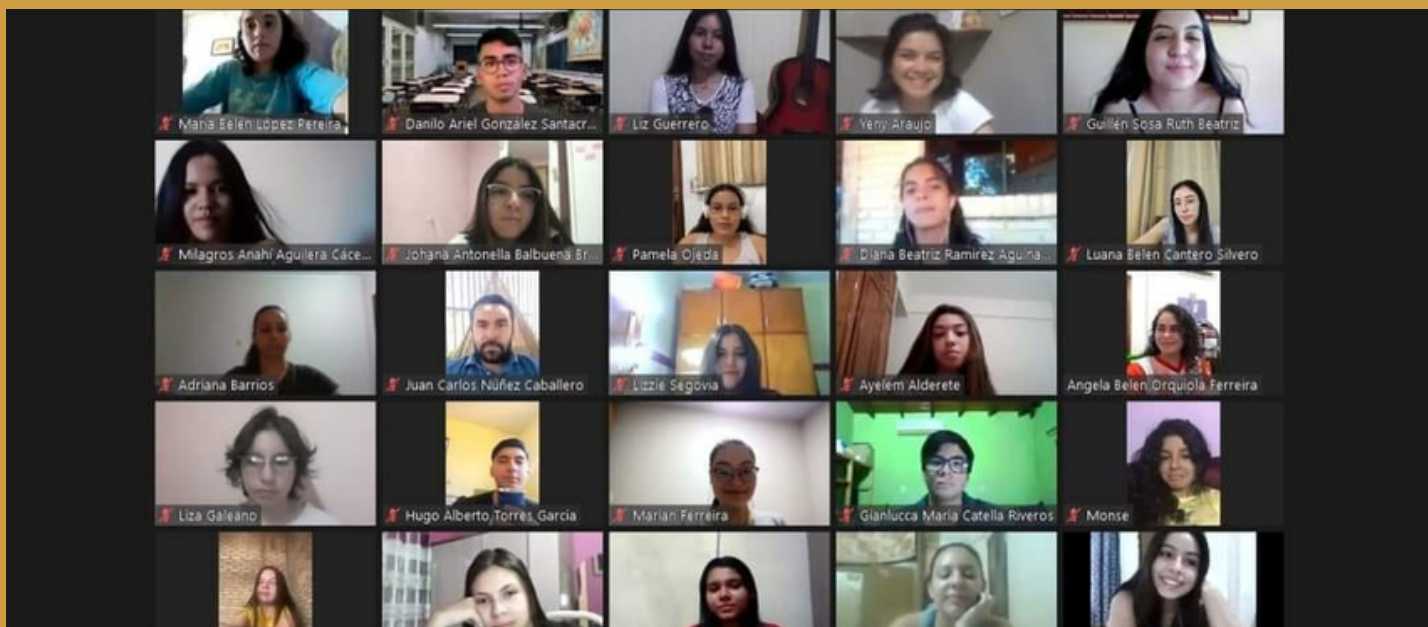 María Belén López Pereira
Danilo Ariel González Santacr...
Liz Guerrero
Yeny Araujo
Guillén Sosa Ruth Beatriz
Milagros Anahí Aguilera Cáce...
Johana Antonella Balbuena Br...
Pamela Ojeda
Diana Beatriz Ramirez Aguina...
Luana Belen Cantero Silvero
Adriana Barrios
Juan Carlos Núñez Caballero
Lizzie Segovia
Ayelem Alderete
Angela Belen Orquiola Ferreira
Liza Galeano
Hugo Alberto Torres Garcia
Marian Ferreira
Gianlucca María Catella Riveros
Monse